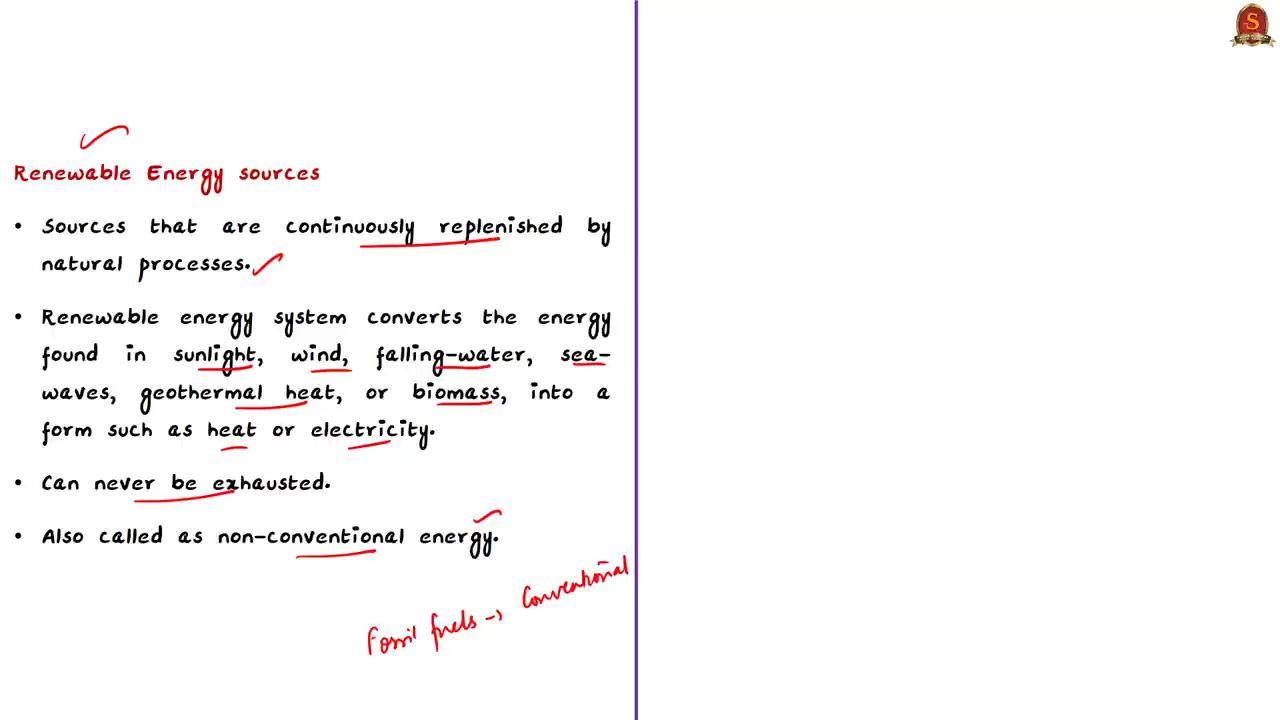 Renewable Energy sources
• Sources that are continuously replenished by
natural processes.
• Renewable energy system converts the energy
found in sunlight, wind, falling-water, sea-
waves, geothermal heat, or biomass, into a
form such as heat or electricity.
• Can never be exhausted.
• Also called as non-conventional energy.
Fossil fuels → Conventional
S